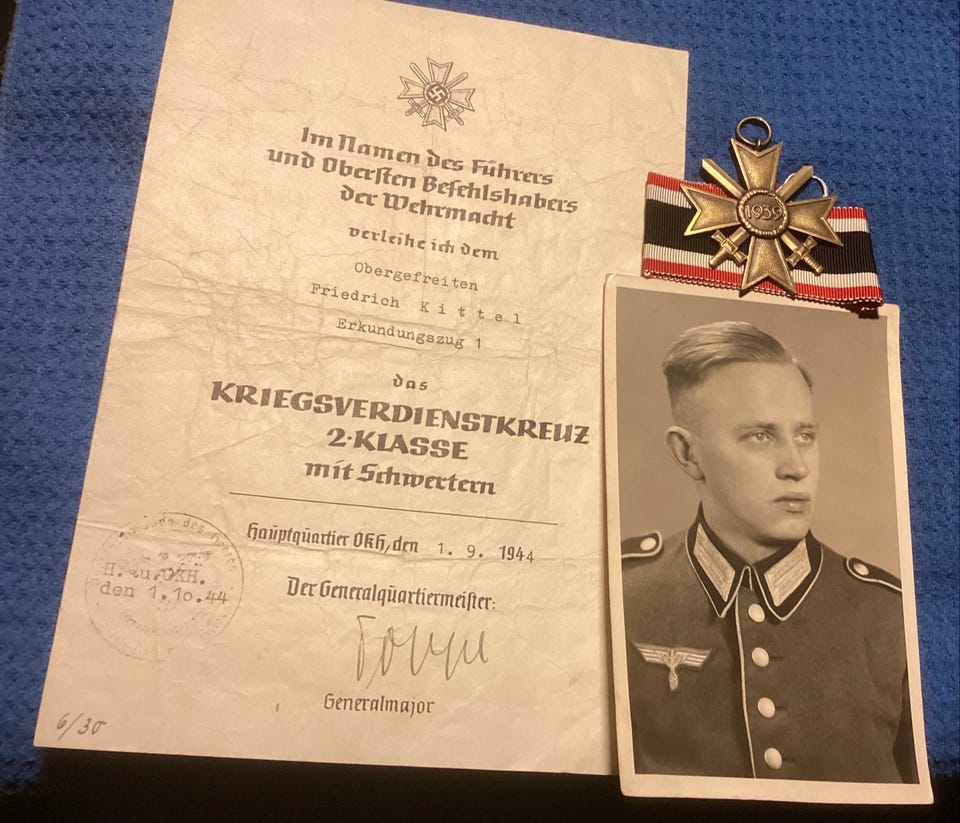 Im Namen des Führers
und Obersten Befehlshabers
der Wehrmacht
verleihe ich dem
Obergefreiten
Friedrich Kittel
Erkundungszug 1
das
KRIEGSVERDIENSTKREUZ
2.KLASSE
mit Schwertern
Hauptquartier OKH, den 1. 9. 1944
Der Generalquartiermeister:
Generalmajor
des
H.Qu.OKH.
den 1.10.44
6/30
1939